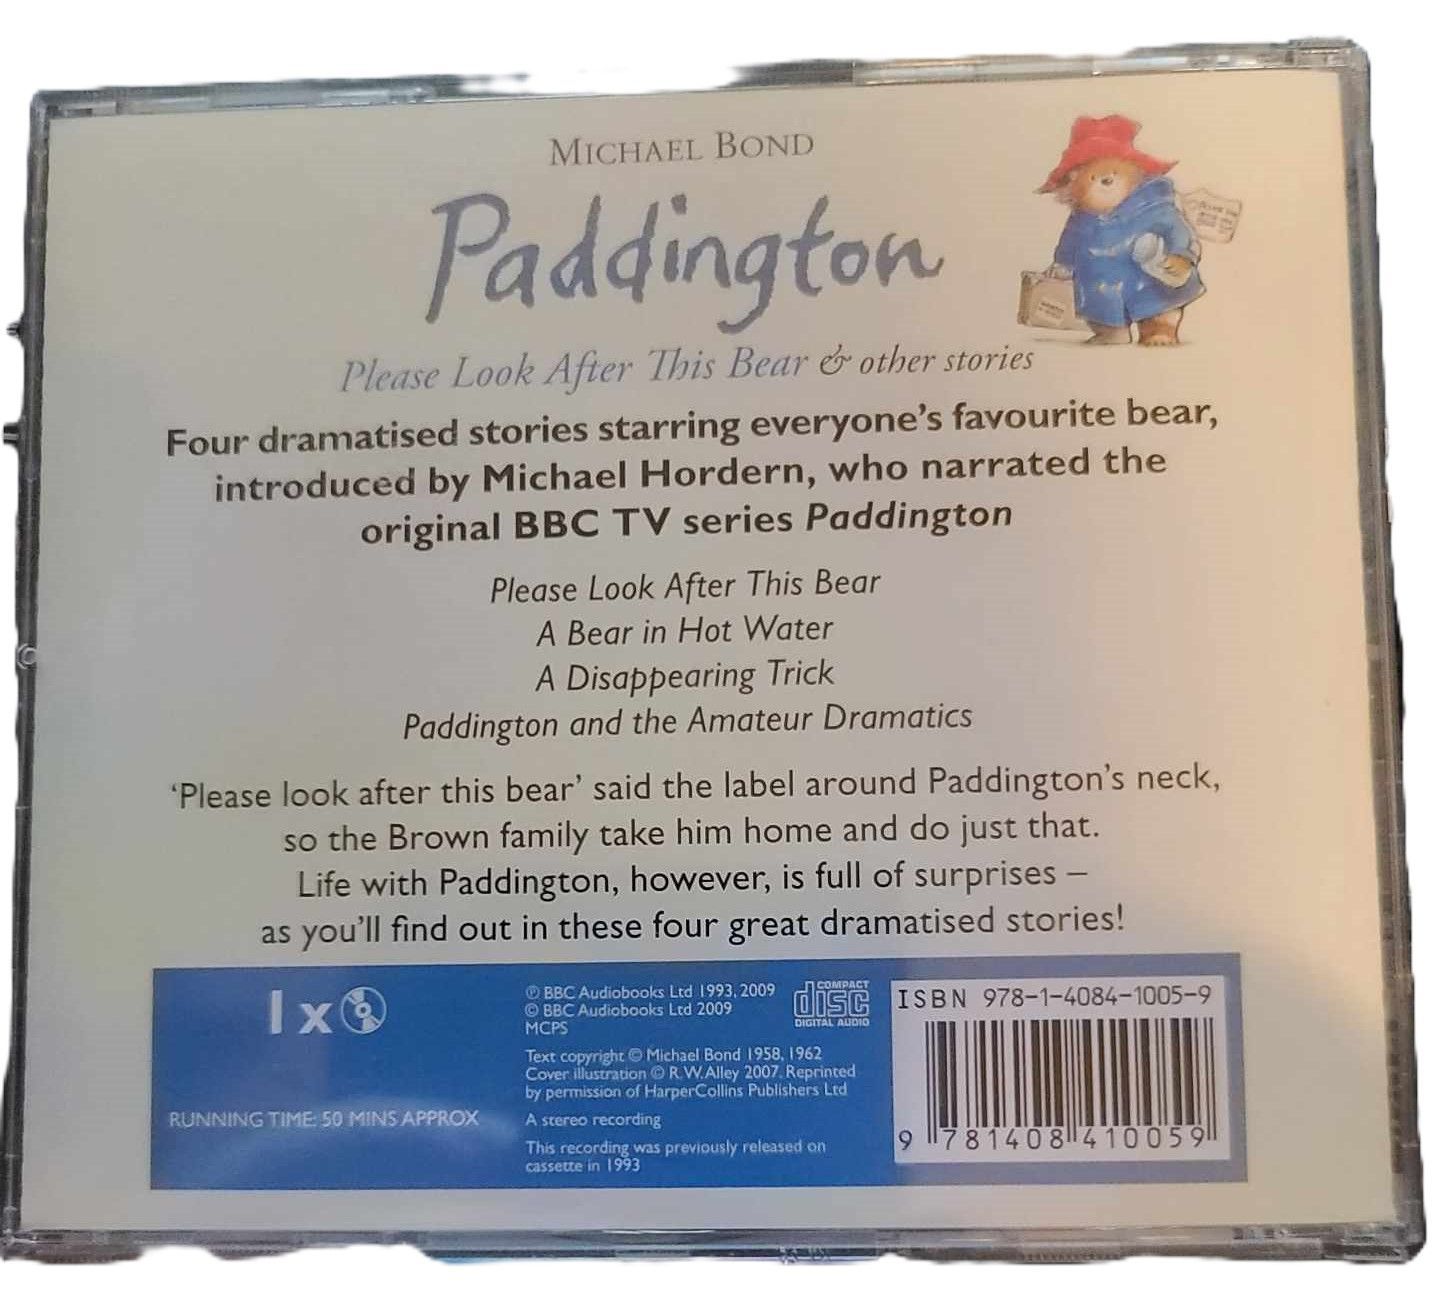 MICHAEL BOND
Paddington
Please Look After This Bear & other stories
Four dramatised stories starring everyone's favourite bear,
introduced by Michael Hordern, who narrated the
original BBC TV series Paddington
Please Look After This Bear
A Bear in Hot Water
A Disappearing Trick
Paddington and the Amateur Dramatics
‘Please look after this bear’ said the label around Paddington's neck,
so the Brown family take him home and do just that.
Life with Paddington, however, is full of surprises –
as you'll find out in these four great dramatised stories!
1 x
RUNNING TIME: 50 MINS APPROX
℗ BBC Audiobooks Ltd 1993, 2009
© BBC Audiobooks Ltd 2009
MCPS
Text copyright © Michael Bond 1958, 1962
Cover illustration © R.W. Alley 2007. Reprinted
by permission of HarperCollins Publishers Ltd
A stereo recording
This recording was previously released on
cassette in 1993
COMPACT
disc
DIGITAL AUDIO
ISBN 978-1-4084-1005-9
9 781408 410059